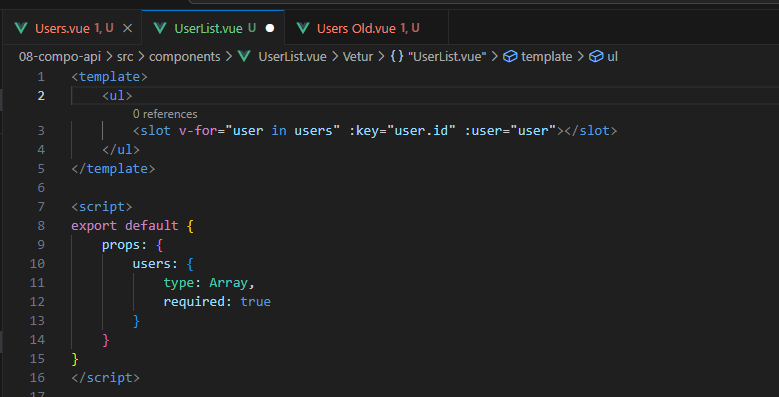 Users.vue 1, U UserList.vue U Users Old.vue 1, U
08-compo-api > src > components > UserList.vue > Vetur > {} "UserList.vue" > template > ul
1 <template>
2 <ul>
0 references
3 <slot v-for="user in users" :key="user.id" :user="user"></slot>
4 </ul>
5 </template>
6
7 <script>
8 export default {
9 props: {
10 users: {
11 type: Array,
12 required: true
13 }
14 }
15 }
16 </script>
17